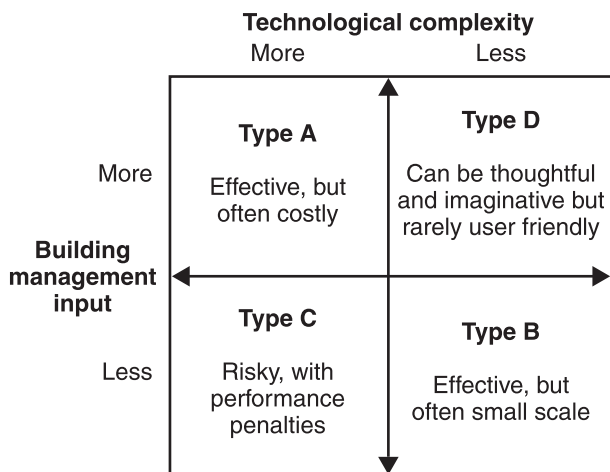 Technological complexity
More
Less
Type A
Type D
More
Effective, but
often costly
Can be thoughtful
and imaginative but
rarely user friendly
Building
management
input
Type C
Type B
Less
Risky, with
performance
penalties
Effective, but
often small scale